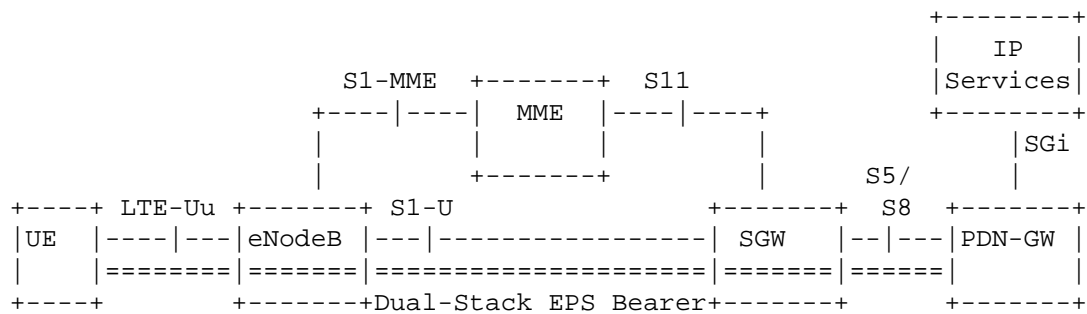 IP
Services
S1-MME S11
MME
SGi
S5/
LTE-Uu S1-U S8
UE eNodeB SGW PDN-GW
Dual-Stack EPS Bearer